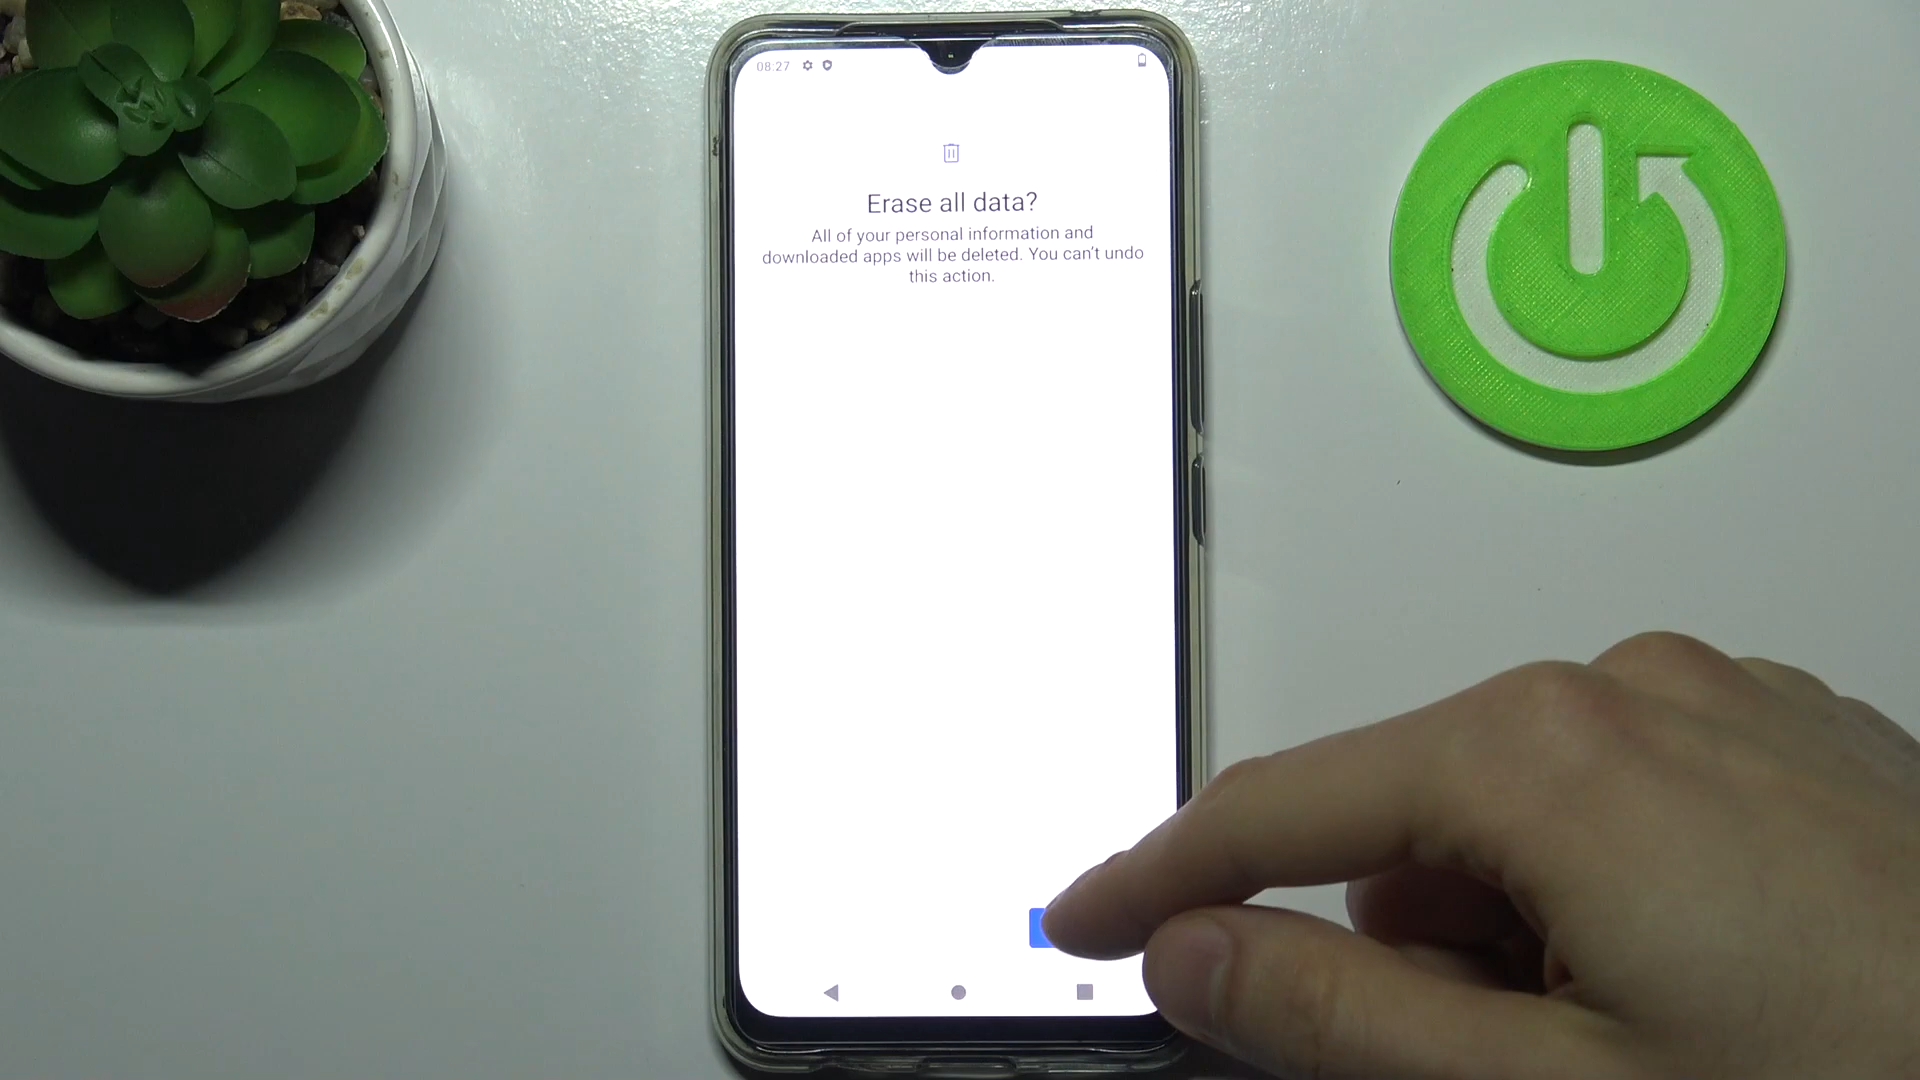 08:27
Erase all data?
All of your personal information and
downloaded apps will be deleted. You can't undo
this action.